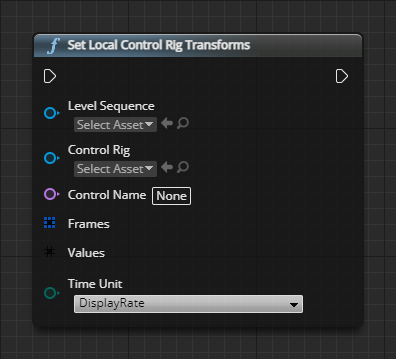 Set Local Control Rig Transforms
Level Sequence
Select Asset
Control Rig
Select Asset
Control Name None
Frames
Values
Time Unit
DisplayRate